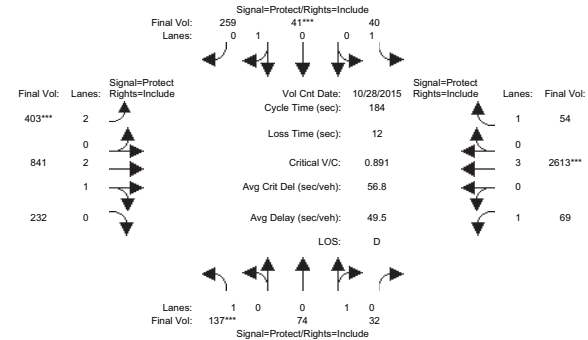 Signal=Protect/Rights=Include
Final Vol: 259 41*** 40
Lanes: 0 1 0 0 1
Signal=Protect
Final Vol: Lanes: Rights=Include
Vol Cnt Date: 10/28/2015
Signal=Protect
Rights=Include Lanes: Final Vol:
Cycle Time (sec): 184
403*** 2
1 54
Loss Time (sec): 12
0
0
841 2
Critical V/C: 0.891
3 2613***
1
Avg Crit Del (sec/veh): 56.8
0
232 0
Avg Delay (sec/veh): 49.5
1 69
LOS: D
Lanes: 1 0 0 1 0
Final Vol: 137*** 74 32
Signal=Protect/Rights=Include